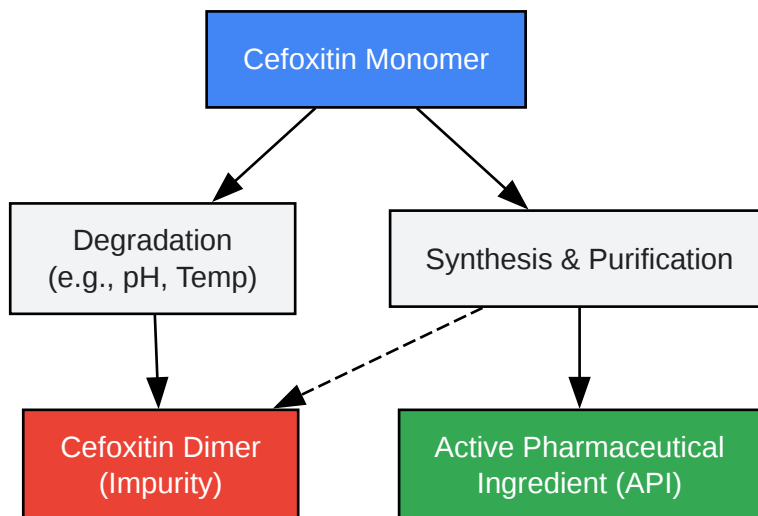 Cefoxitin Monomer
Degradation
(e.g., pH, Temp)
Synthesis & Purification
Cefoxitin Dimer
(Impurity)
Active Pharmaceutical
Ingredient (API)